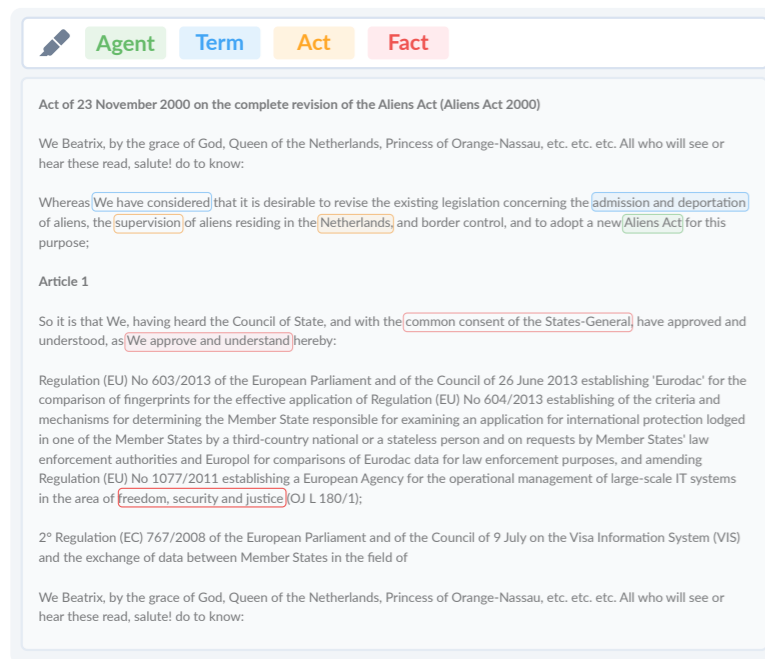 Agent Term Act Fact
Act of 23 November 2000 on the complete revision of the Aliens Act (Aliens Act 2000)
We Beatrix, by the grace of God, Queen of the Netherlands, Princess of Orange-Nassau, etc. etc. etc. All who will see or
hear these read, salute! do to know:
Whereas We have considered that it is desirable to revise the existing legislation concerning the admission and deportation
of aliens, the supervision of aliens residing in the Netherlands, and border control, and to adopt a new Aliens Act for this
purpose;
Article 1
So it is that We, having heard the Council of State, and with the common consent of the States-General, have approved and
understood, as We approve and understand hereby:
Regulation (EU) No 603/2013 of the European Parliament and of the Council of 26 June 2013 establishing 'Eurodac' for the
comparison of fingerprints for the effective application of Regulation (EU) No 604/2013 establishing of the criteria and
mechanisms for determining the Member State responsible for examining an application for international protection lodged
in one of the Member States by a third-country national or a stateless person and on requests by Member States' law
enforcement authorities and Europol for comparisons of Eurodac data for law enforcement purposes, and amending
Regulation (EU) No 1077/2011 establishing a European Agency for the operational management of large-scale IT systems
in the area of freedom, security and justice (OJ L 180/1);
2° Regulation (EC) 767/2008 of the European Parliament and of the Council of 9 July on the Visa Information System (VIS)
and the exchange of data between Member States in the field of
We Beatrix, by the grace of God, Queen of the Netherlands, Princess of Orange-Nassau, etc. etc. etc. All who will see or
hear these read, salute! do to know: